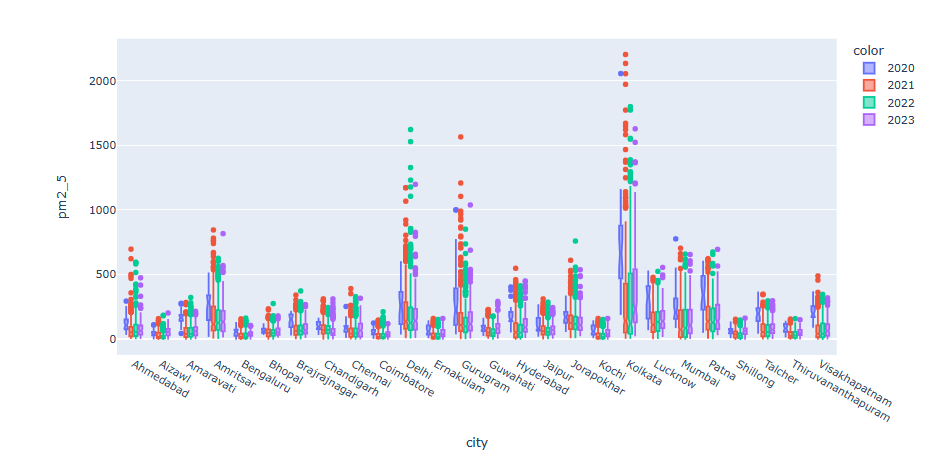 color
2020
2021
2022
2023
2000
1500
1000
500
0
pm2_5
Ahmedabad
Aizawl
Amaravati
Amritsar
Bengaluru
Bhopal
Brajrajnagar
Chandigarh
Chennai
Coimbatore
Delhi
Ernakulam
Gurugram
Guwahati
Hyderabad
Jaipur
Jorapokhar
Kochi
Kolkata
Lucknow
Mumbai
Patna
Shillong
Talcher
Thiruvananthapuram
Visakhapatnam
city